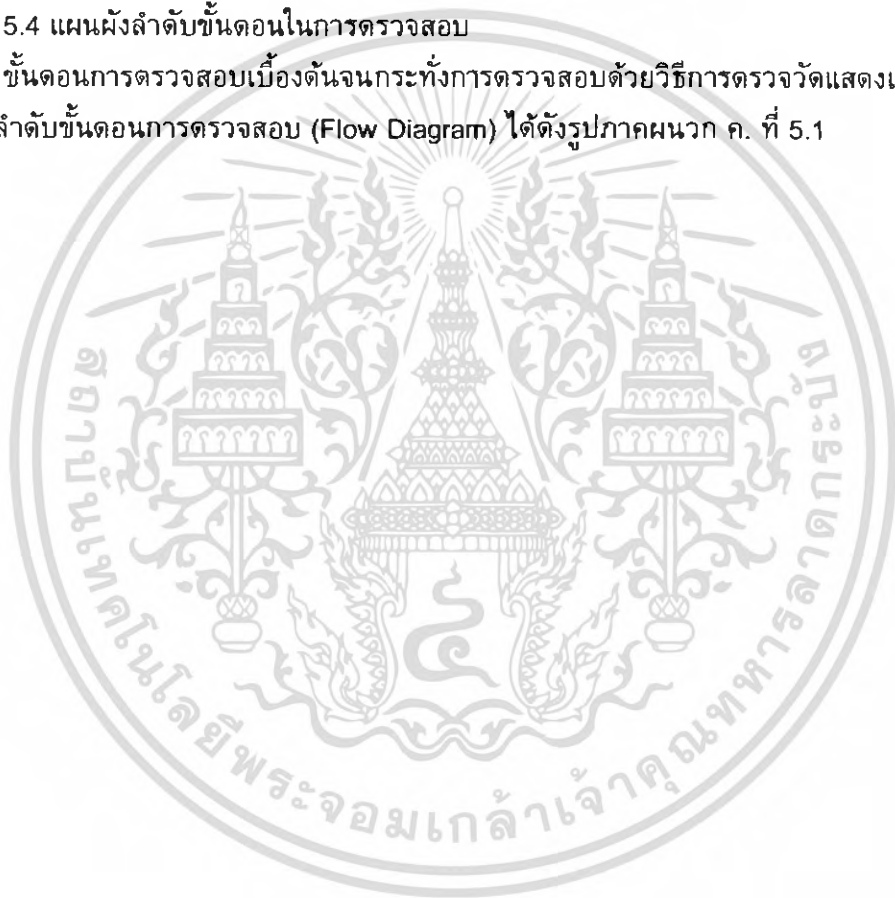 5.4 แผนผังลำดับขั้นตอนในการตรวจสอบ
ขั้นตอนการตรวจสอบเบื้องต้นจนกระทั่งการตรวจสอบด้วยวิธีการตรวจวัดแสดง
ลำดับขั้นตอนการตรวจสอบ (Flow Diagram) ได้ดังรูปภาคผนวก ค. ที่ 5.1
สถาบันเทคโนโลยีพระจอมเกล้าเจ้าคุณทหารลาดกระบัง